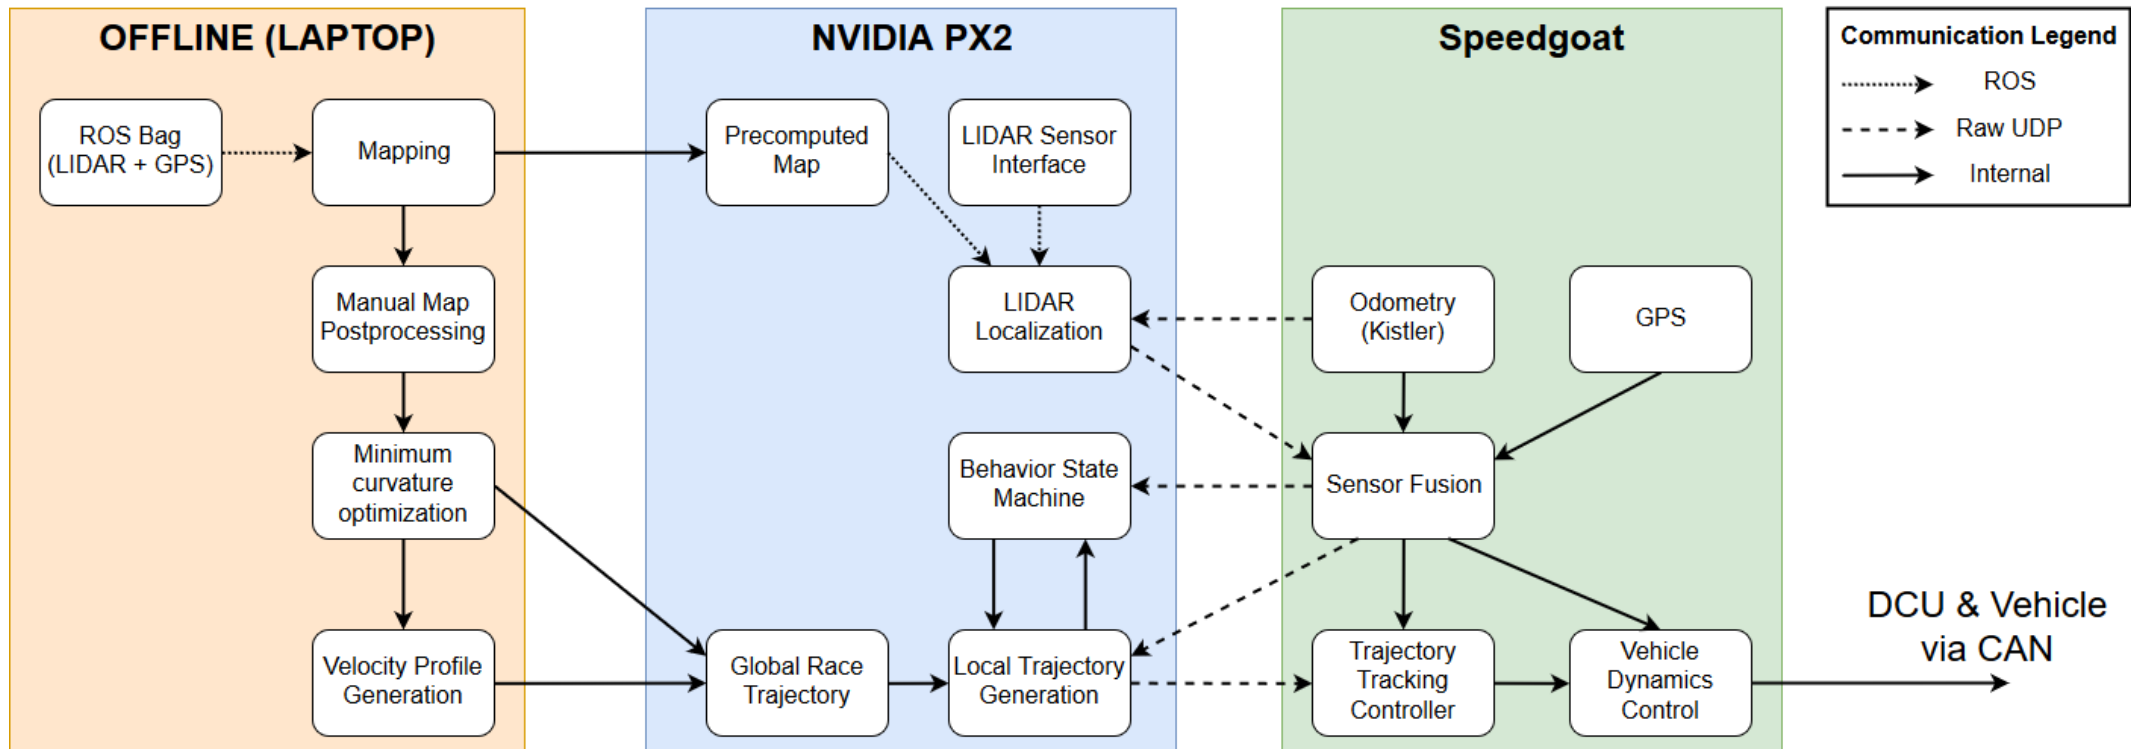 OFFLINE (LAPTOP)
NVIDIA PX2
Speedgoat
Communication Legend
ROS
Raw UDP
Internal
ROS Bag
(LIDAR + GPS)
Mapping
Precomputed
Map
LIDAR Sensor
Interface
Manual Map
Postprocessing
LIDAR
Localization
Odometry
(Kistler)
GPS
Minimum
curvature
optimization
Behavior State
Machine
Sensor Fusion
Velocity Profile
Generation
Global Race
Trajectory
Local Trajectory
Generation
Trajectory
Tracking
Controller
Vehicle
Dynamics
Control
DCU & Vehicle
via CAN